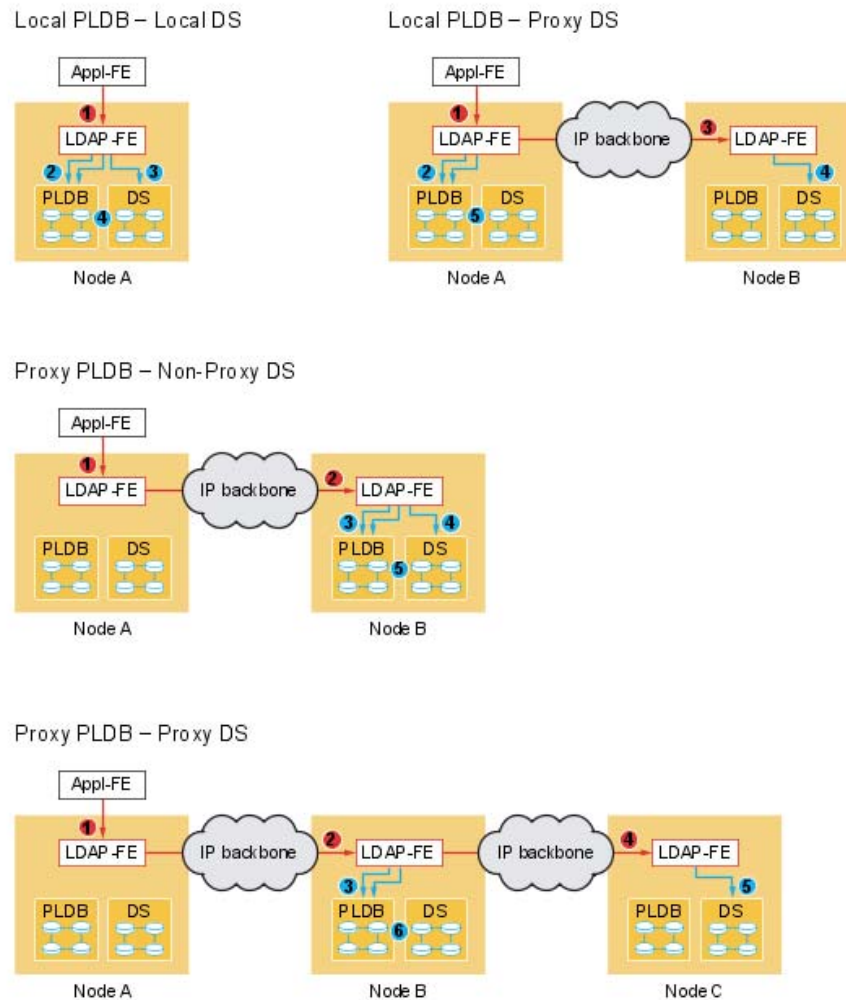 Local PLDB – Local DS
Appl-FE
1
LDAP-FE
2
3
PLDB
DS
4
Node A
Local PLDB – Proxy DS
Appl-FE
1
LDAP-FE
IP backbone
3
LDAP-FE
2
4
PLDB
DS
5
PLDB
DS
Node A
Node B
Proxy PLDB – Non-Proxy DS
Appl-FE
1
LDAP-FE
IP backbone
2
LDAP-FE
3
4
PLDB
DS
PLDB
DS
5
Node A
Node B
Proxy PLDB – Proxy DS
Appl-FE
1
LDAP-FE
IP backbone
2
LDAP-FE
IP backbone
4
LDAP-FE
3
5
PLDB
DS
PLDB
DS
6
PLDB
DS
Node A
Node B
Node C